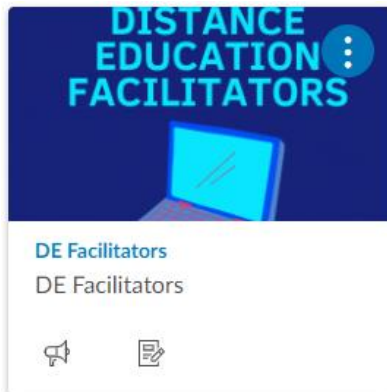 DISTANCE
EDUCATION
FACILITATORS
DE Facilitators
DE Facilitators